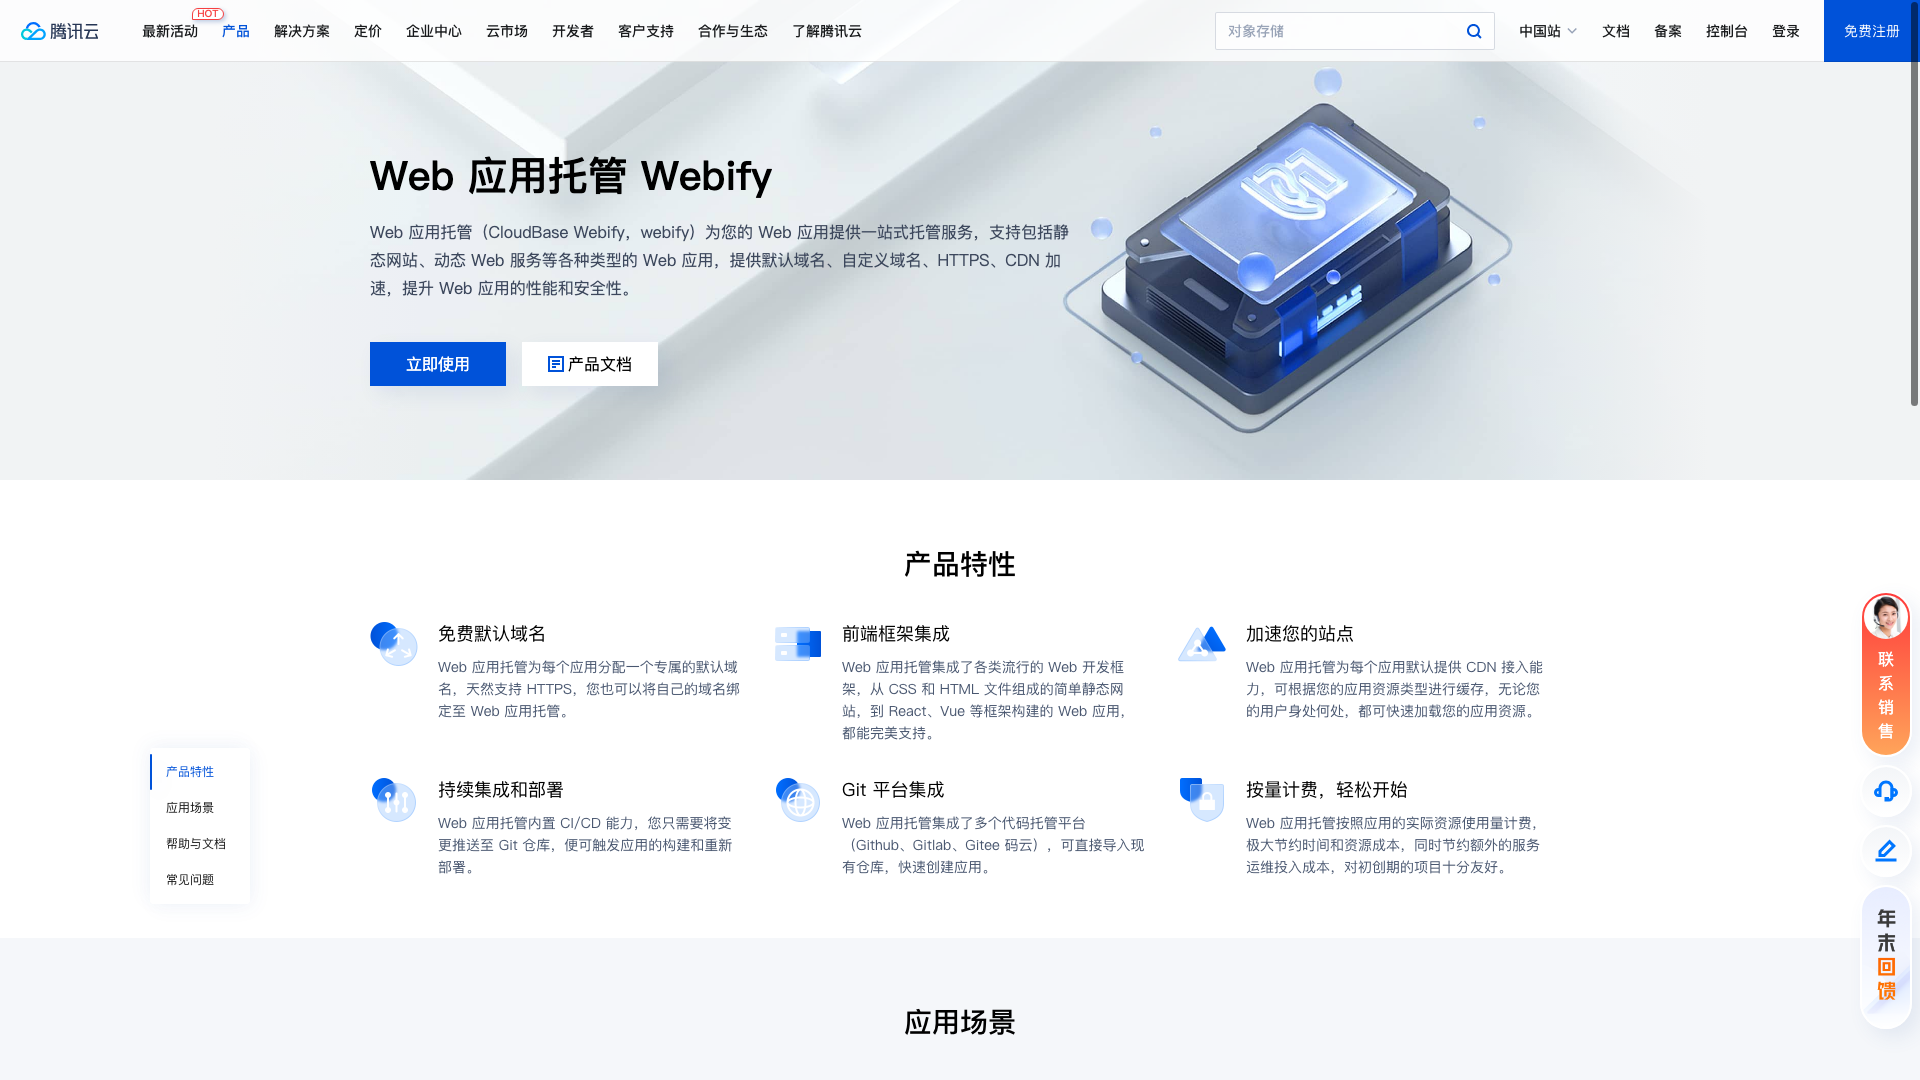 腾讯云
最新活动
HOT
产品
解决方案
定价
企业中心
云市场
开发者
客户支持
合作与生态
了解腾讯云
对象存储
中国站
文档
备案
控制台
登录
免费注册
Web 应用托管 Webify
Web 应用托管（CloudBase Webify，webify）为您的 Web 应用提供一站式托管服务，支持包括静
态网站、动态 Web 服务等各种类型的 Web 应用，提供默认域名、自定义域名、HTTPS、CDN 加
速，提升 Web 应用的性能和安全性。
立即使用
产品文档
产品特性
免费默认域名
Web 应用托管为每个应用分配一个专属的默认域
名，天然支持 HTTPS，您也可以将自己的域名绑
定至 Web 应用托管。
前端框架集成
Web 应用托管集成了各类流行的 Web 开发框
架，从 CSS 和 HTML 文件组成的简单静态网
站，到 React、Vue 等框架构建的 Web 应用，
都能完美支持。
加速您的站点
Web 应用托管为每个应用默认提供 CDN 接入能
力，可根据您的应用资源类型进行缓存，无论您
的用户身处何处，都可快速加载您的应用资源。
持续集成和部署
Web 应用托管内置 CI/CD 能力，您只需要将变
更推送至 Git 仓库，便可触发应用的构建和重新
部署。
Git 平台集成
Web 应用托管集成了多个代码托管平台
（Github、Gitlab、Gitee 码云），可直接导入现
有仓库，快速创建应用。
按量计费，轻松开始
Web 应用托管按照应用的实际资源使用量计费，
极大节约时间和资源成本，同时节约额外的服务
运维投入成本，对初创期的项目十分友好。
产品特性
应用场景
帮助与文档
常见问题
联系销售
年末回馈
应用场景